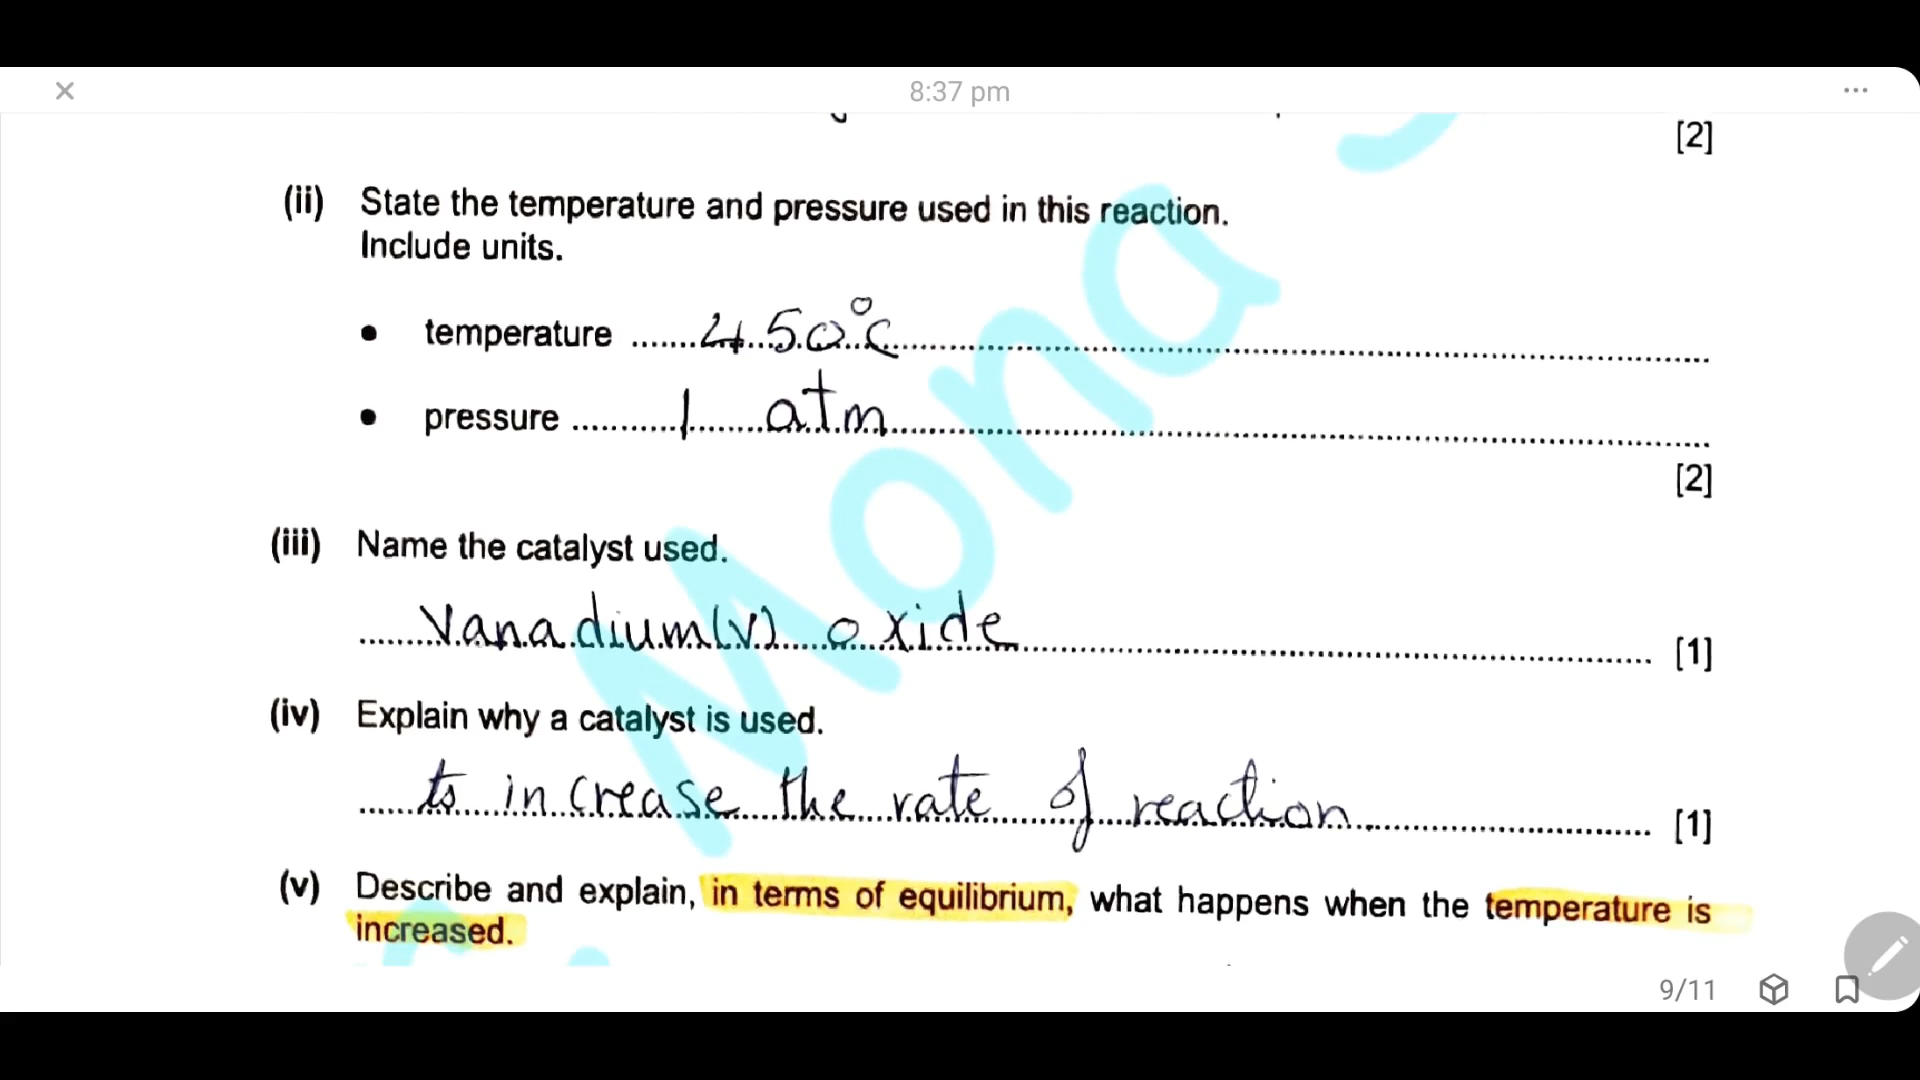 8:37 pm
[2]
(ii) State the temperature and pressure used in this reaction.
Include units.
• temperature .......450°C..........
• pressure ..........1 atm..........
[2]
(iii) Name the catalyst used.
Vanadium(V) oxide [1]
(iv) Explain why a catalyst is used.
to increase the rate of reaction [1]
(v) Describe and explain, in terms of equilibrium, what happens when the temperature is
increased.
Mona
9/11